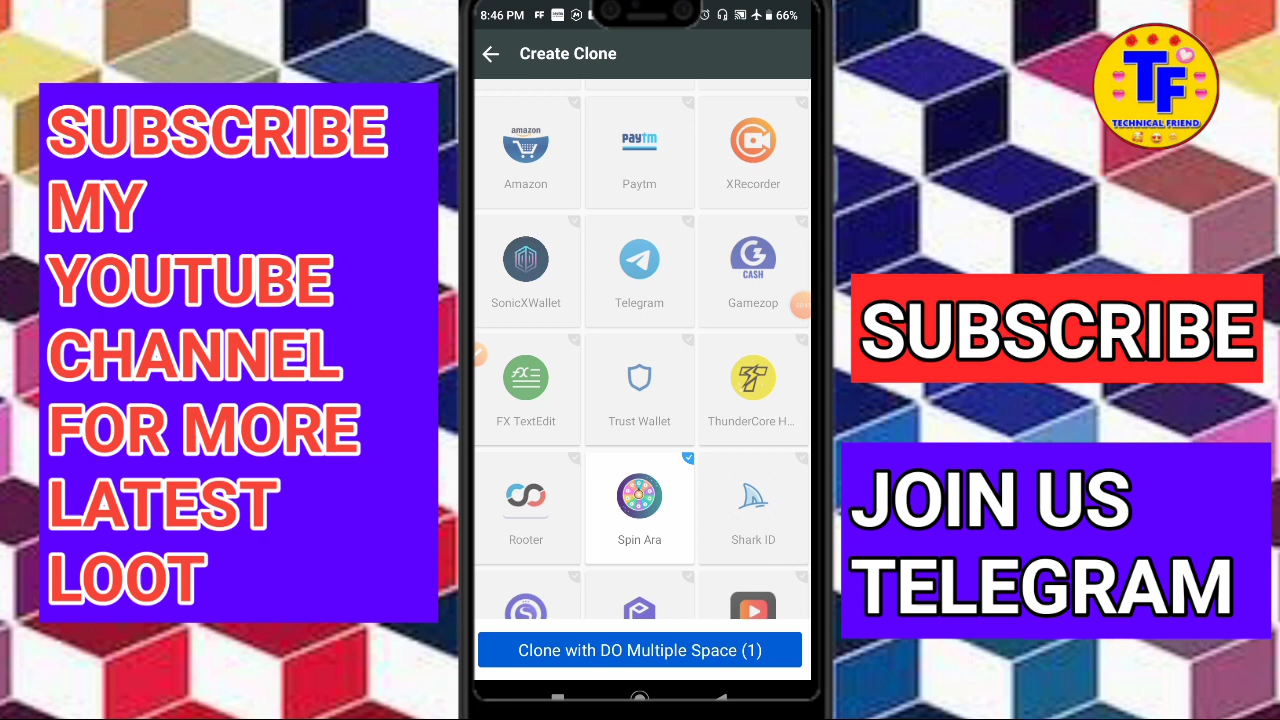 SUBSCRIBE
MY
YOUTUBE
CHANNEL
FOR MORE
LATEST
LOOT
8:46 PM FF 66%
Create Clone
amazon
Amazon
paytm
Paytm
XRecorder
SonicXWallet
Telegram
G
CASH
Gamezop
FX
FX TextEdit
Trust Wallet
ThunderCore H...
Rooter
Spin Ara
Shark ID
Clone with DO Multiple Space (1)
TF
TECHNICAL FRIEND
SUBSCRIBE
JOIN US
TELEGRAM